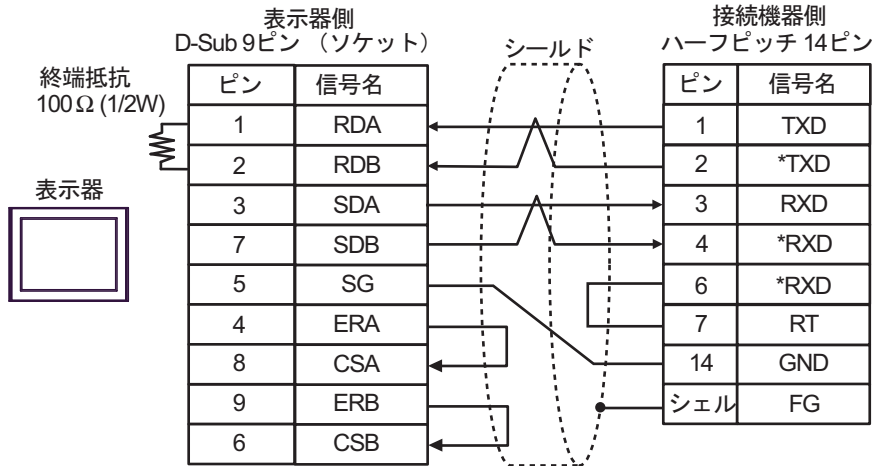 表示器側
D-Sub 9ピン （ソケット）
シールド
接続機器側
ハーフピッチ 14ピン
終端抵抗
100Ω (1/2W)
表示器
ピン 信号名
1 RDA
2 RDB
3 SDA
7 SDB
5 SG
4 ERA
8 CSA
9 ERB
6 CSB
ピン 信号名
1 TXD
2 *TXD
3 RXD
4 *RXD
6 *RXD
7 RT
14 GND
シェル FG